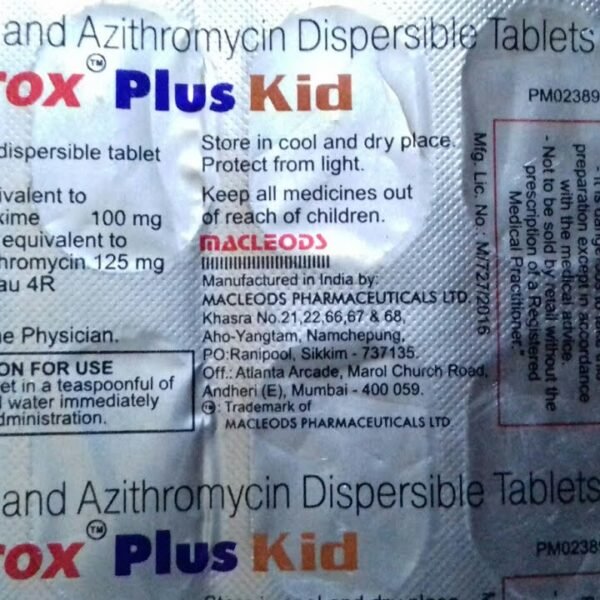 and Azithromycin Dispersible Tablets
rox™ Plus Kid
PM02389
dispersible tablet
ivalent to
xime 100 mg
equivalent to
hromycin 125 mg
au 4R
e Physician.
ON FOR USE
et in a teaspoonful of
water immediately
dministration.
Store in cool and dry place.
Protect from light.
Keep all medicines out
of reach of children.
MACLEODS
Manufactured in India by:
MACLEODS PHARMACEUTICALS LTD.
Khasra No.21,22,66,67 & 68,
Aho-Yangtam, Namchepung,
PO:Ranipool, Sikkim - 737135.
Off.: Atlanta Arcade, Marol Church Road,
Andheri (E), Mumbai - 400 059.
™: Trademark of
MACLEODS PHARMACEUTICALS LTD
Mfg. Lic. No.: M/727/2016
preparation except in accordance
with the medical advice.
- Not to be sold by retail without the
prescription of a Registered
Medical Practitioner."
and Azithromycin Dispersible Tablets
rox™ Plus Kid
PM0238